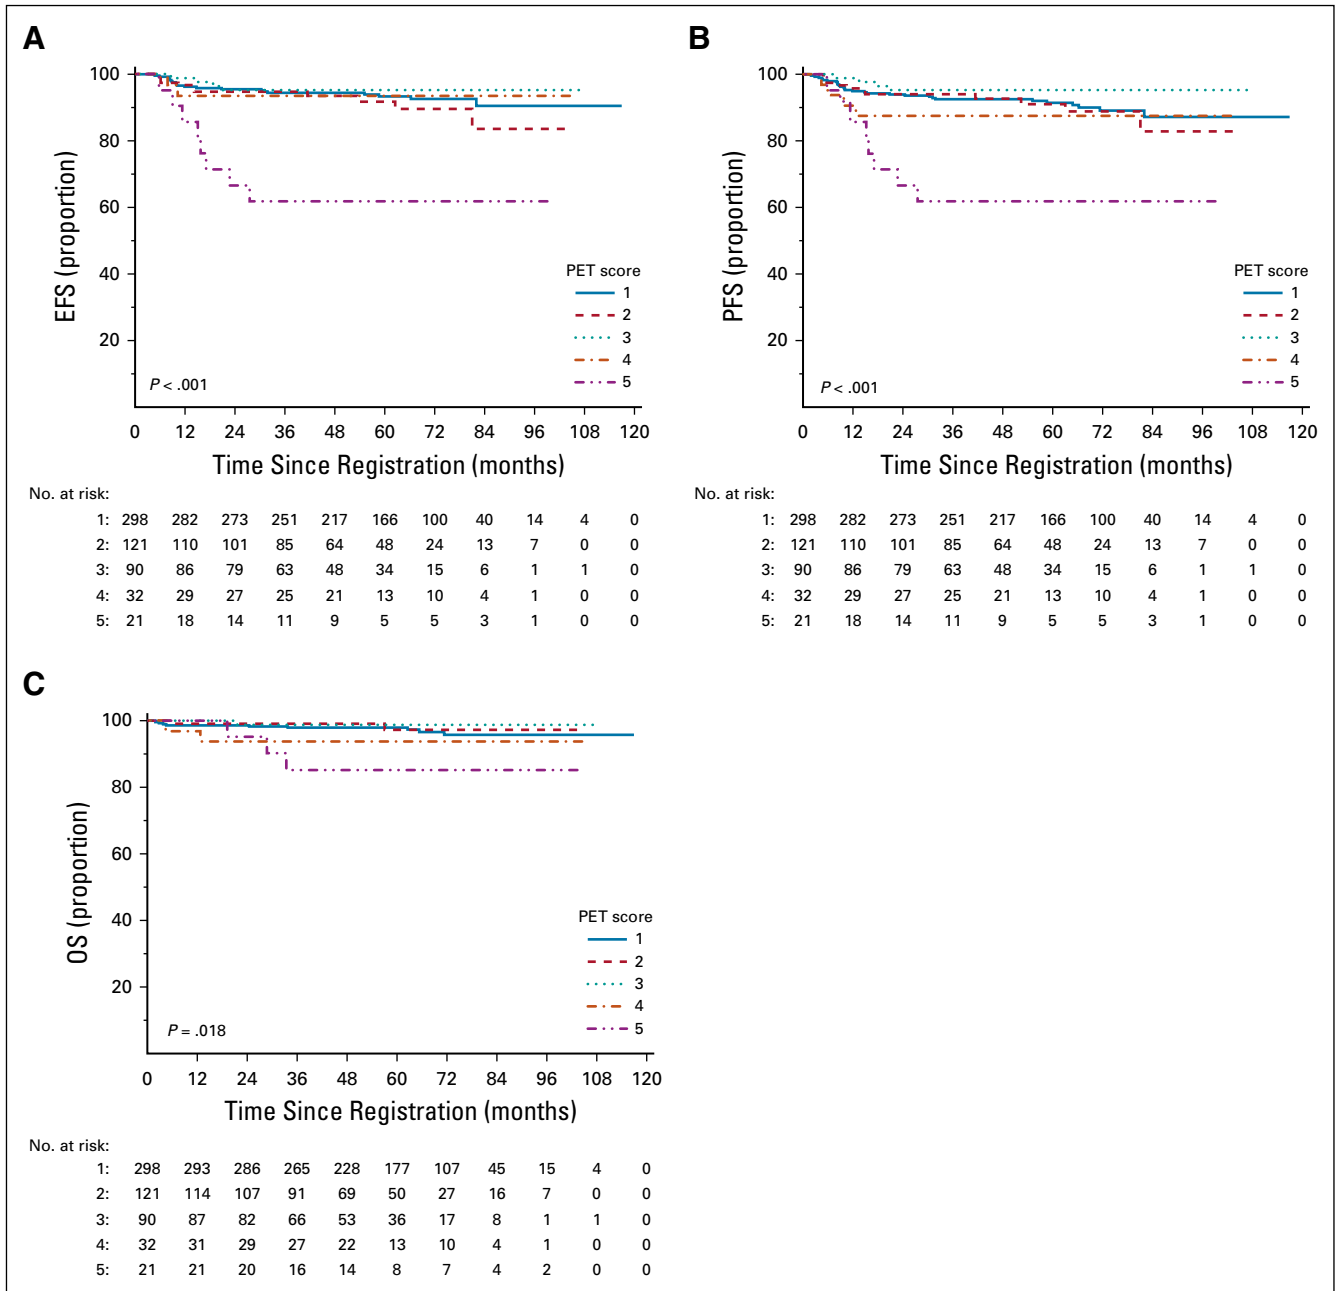 A
EFS (proportion)
100
80
60
40
20
PET score
1
2
3
4
5
P < .001
0 12 24 36 48 60 72 84 96 108 120
Time Since Registration (months)
No. at risk:
1: 298 282 273 251 217 166 100 40 14 4 0
2: 121 110 101 85 64 48 24 13 7 0 0
3: 90 86 79 63 48 34 15 6 1 1 0
4: 32 29 27 25 21 13 10 4 1 0 0
5: 21 18 14 11 9 5 5 3 1 0 0
B
PFS (proportion)
100
80
60
40
20
PET score
1
2
3
4
5
P < .001
0 12 24 36 48 60 72 84 96 108 120
Time Since Registration (months)
No. at risk:
1: 298 282 273 251 217 166 100 40 14 4 0
2: 121 110 101 85 64 48 24 13 7 0 0
3: 90 86 79 63 48 34 15 6 1 1 0
4: 32 29 27 25 21 13 10 4 1 0 0
5: 21 18 14 11 9 5 5 3 1 0 0
C
OS (proportion)
100
80
60
40
20
PET score
1
2
3
4
5
P = .018
0 12 24 36 48 60 72 84 96 108 120
Time Since Registration (months)
No. at risk:
1: 298 293 286 265 228 177 107 45 15 4 0
2: 121 114 107 91 69 50 27 16 7 0 0
3: 90 87 82 66 53 36 17 8 1 1 0
4: 32 31 29 27 22 13 10 4 1 0 0
5: 21 21 20 16 14 8 7 4 2 0 0